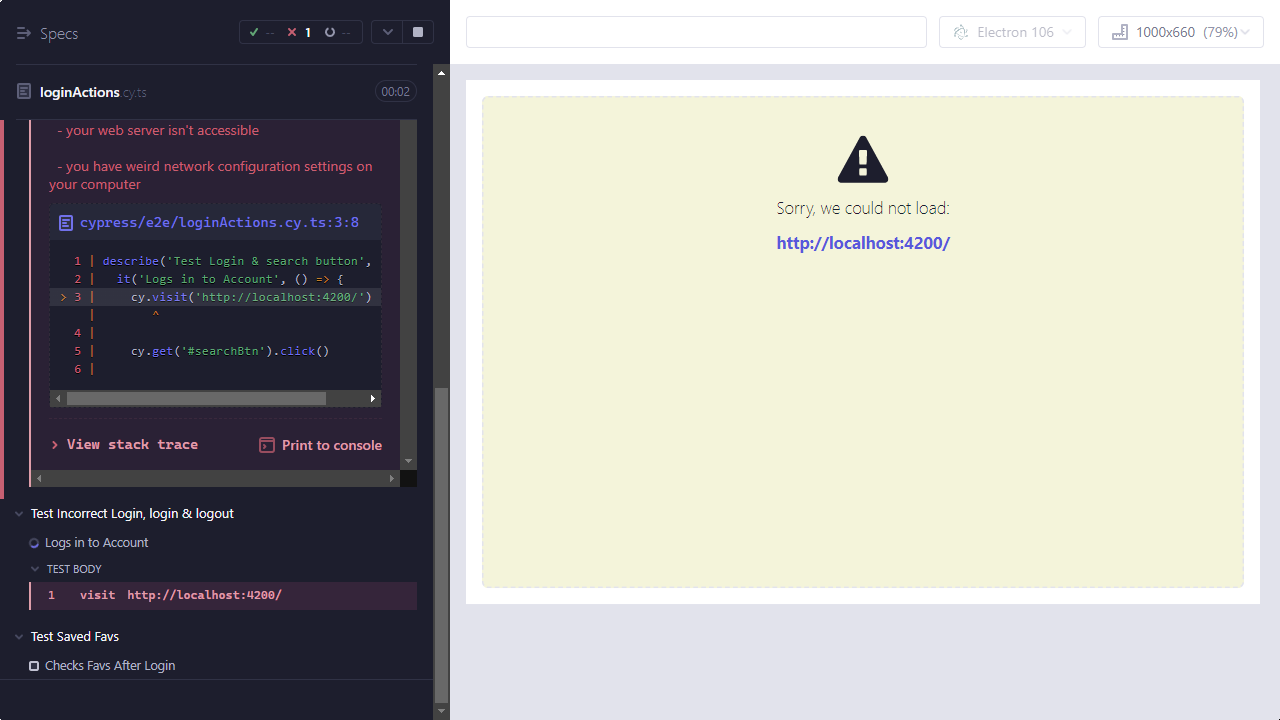 Specs
-- 1 --
Electron 106
1000x660 (79%)
loginActions.cy.ts
00:02
- your web server isn't accessible
- you have weird network configuration settings on
your computer
cypress/e2e/loginActions.cy.ts:3:8
1 | describe('Test Login & search button',
2 | it('Logs in to Account', () => {
> 3 | cy.visit('http://localhost:4200/')
| ^
4 |
5 | cy.get('#searchBtn').click()
6 |
> View stack trace
Print to console
Test Incorrect Login, login & logout
Logs in to Account
TEST BODY
1 visit http://localhost:4200/
Test Saved Favs
Checks Favs After Login
Sorry, we could not load:
http://localhost:4200/